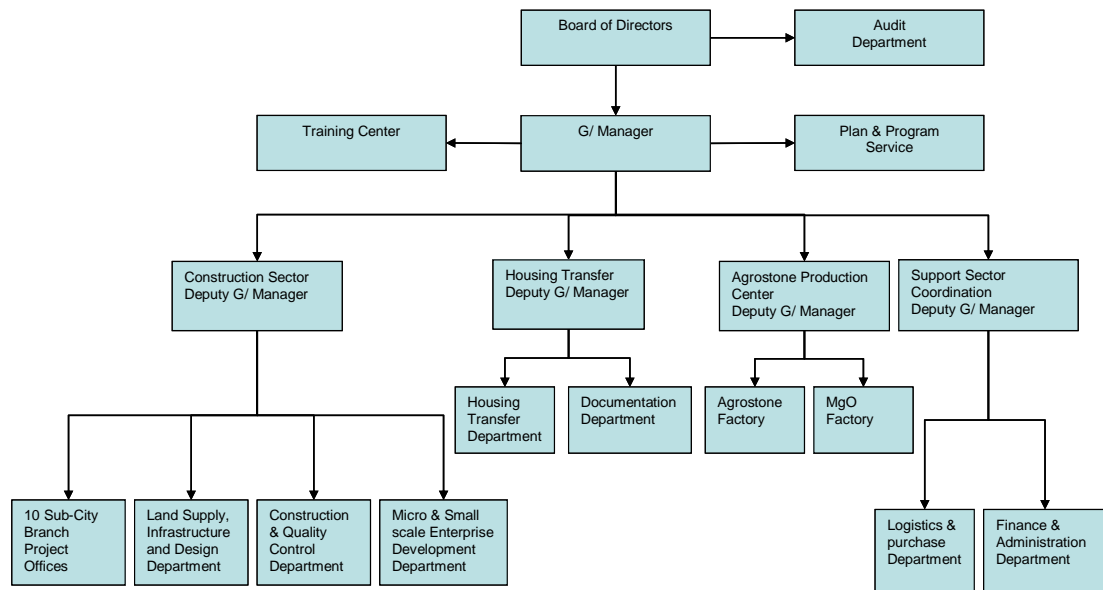 Board of Directors
Audit
Department
Training Center
G/ Manager
Plan & Program
Service
Construction Sector
Deputy G/ Manager
Housing Transfer
Deputy G/ Manager
Agrostone Production
Center
Deputy G/ Manager
Support Sector
Coordination
Deputy G/ Manager
Housing
Transfer
Department
Documentation
Department
Agrostone
Factory
MgO
Factory
10 Sub-City
Branch
Project
Offices
Land Supply,
Infrastructure
and Design
Department
Construction
& Quality
Control
Department
Micro & Small
scale Enterprise
Development
Department
Logistics &
purchase
Department
Finance &
Administration
Department